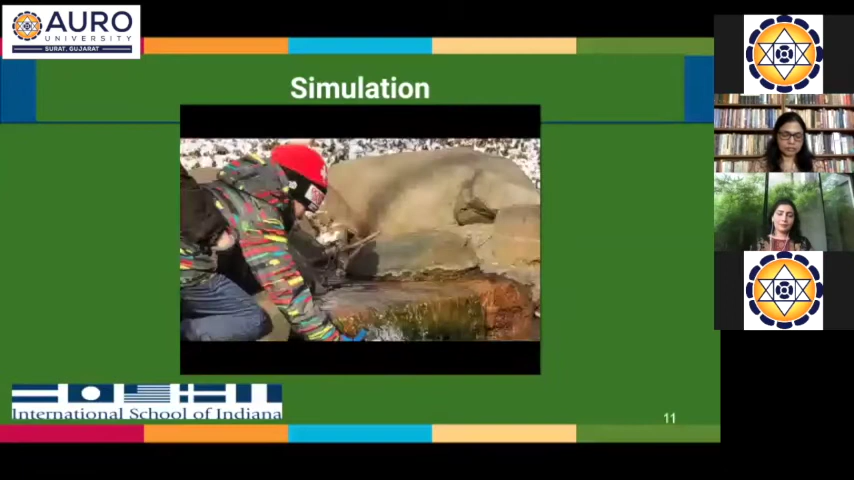 AURO
UNIVERSITY
SURAT. GUJARAT
Simulation
International School of Indiana
11